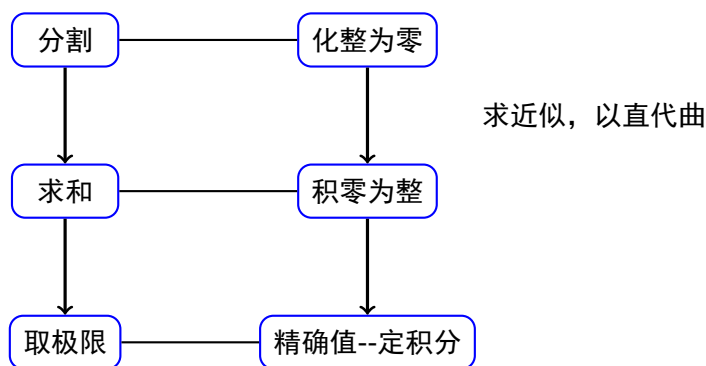 分割
化整为零
求近似，以直代曲
求和
积零为整
取极限
精确值--定积分